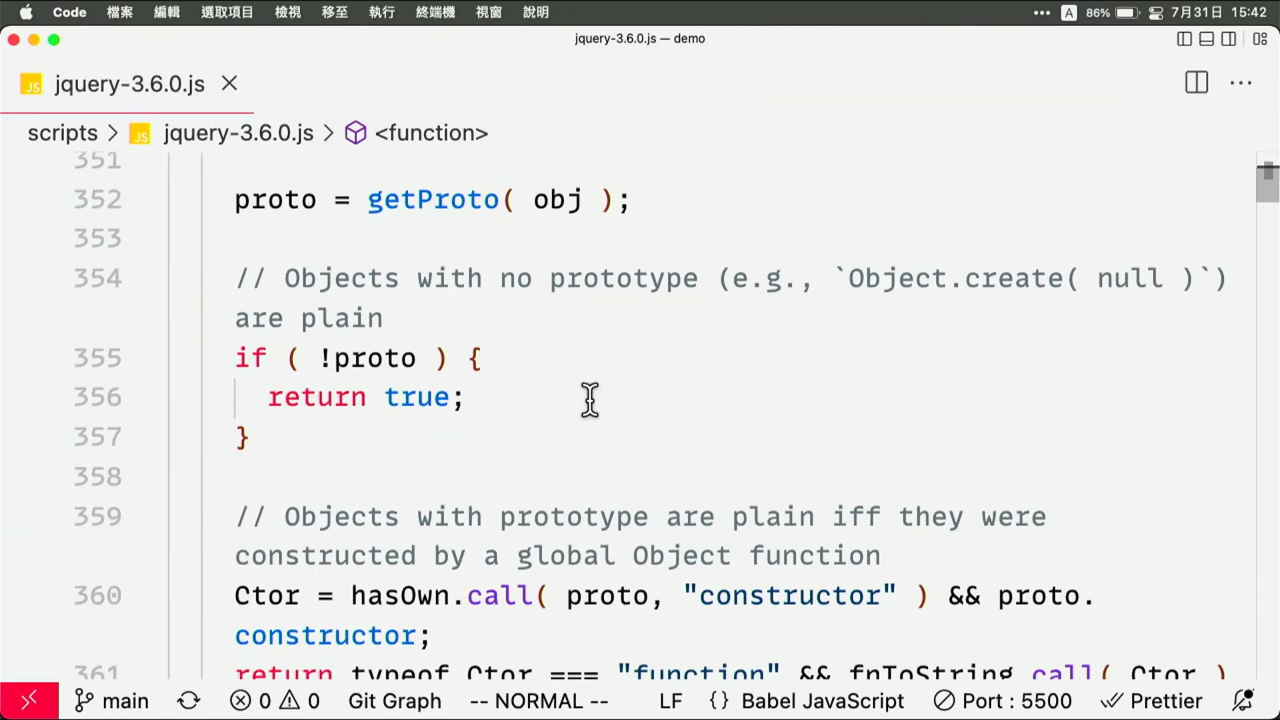 Code 檔案 編輯 選取項目 檢視 移至 執行 終端機 視窗 說明 ••• A 86% 7月31日 15:42
jquery-3.6.0.js — demo
JS jquery-3.6.0.js
scripts > JS jquery-3.6.0.js > <function>
351
352 proto = getProto( obj );
353
354 // Objects with no prototype (e.g., `Object.create( null )`)
are plain
355 if ( !proto ) {
356 return true;
357 }
358
359 // Objects with prototype are plain iff they were
constructed by a global Object function
360 Ctor = hasOwn.call( proto, "constructor" ) && proto.
constructor;
361 return typeof Ctor === "function" && fnToString.call( Ctor )
main 0 0 Git Graph -- NORMAL -- LF {} Babel JavaScript Port : 5500 Prettier